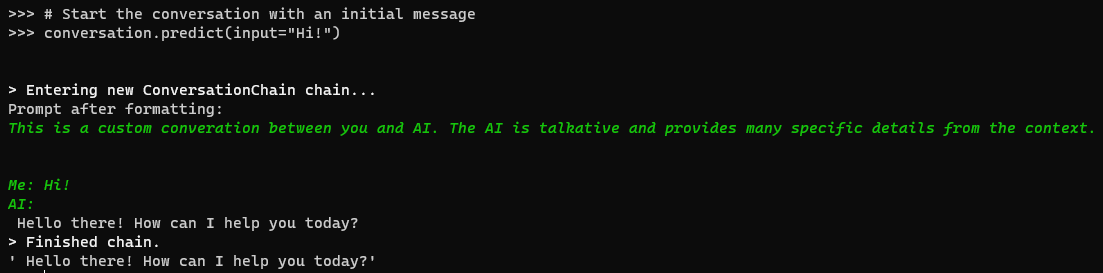 >>> # Start the conversation with an initial message
>>> conversation.predict(input="Hi!")
> Entering new ConversationChain chain...
Prompt after formatting:
This is a custom converation between you and AI. The AI is talkative and provides many specific details from the context.
Me: Hi!
AI:
 Hello there! How can I help you today?
> Finished chain.
' Hello there! How can I help you today?'